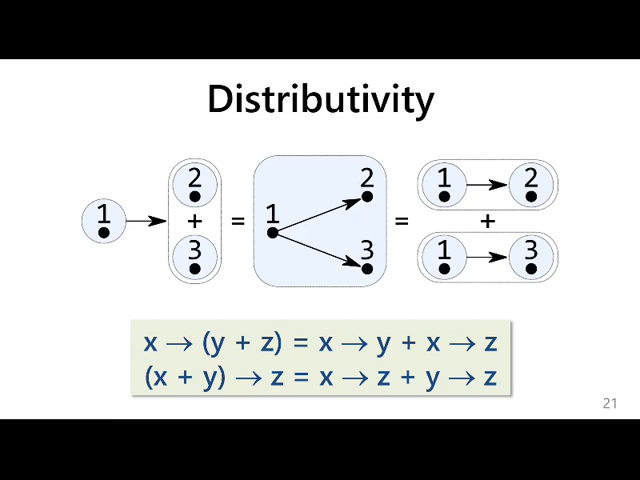 Distributivity
1 → 2 + 3 = 1 2 3 = 1 → 2 + 1 → 3
x → (y + z) = x → y + x → z
(x + y) → z = x → z + y → z
21